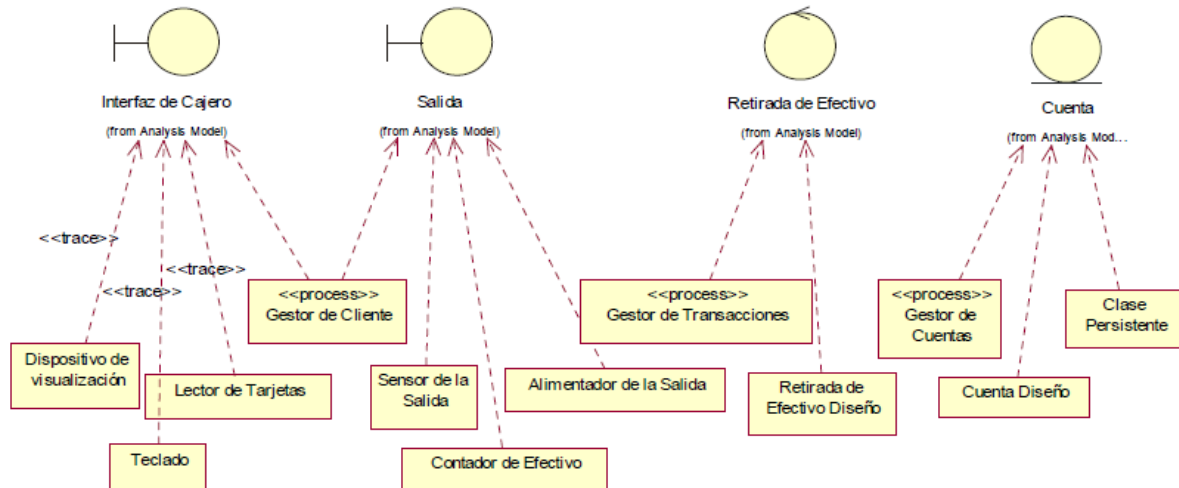 Interfaz de Cajero
(from Analysis Model)
Salida
(from Analysis Model)
Retirada de Efectivo
(from Analysis Model)
Cuenta
(from Analysis Mod...
<<trace>>
<<trace>>
<<trace>>
<<process>>
Gestor de Cliente
<<process>>
Gestor de Transacciones
<<process>>
Gestor de
Cuentas
Clase
Persistente
Dispositivo de
visualización
Lector de Tarjetas
Sensor de la
Salida
Alimentador de la Salida
Retirada de
Efectivo Diseño
Cuenta Diseño
Teclado
Contador de Efectivo